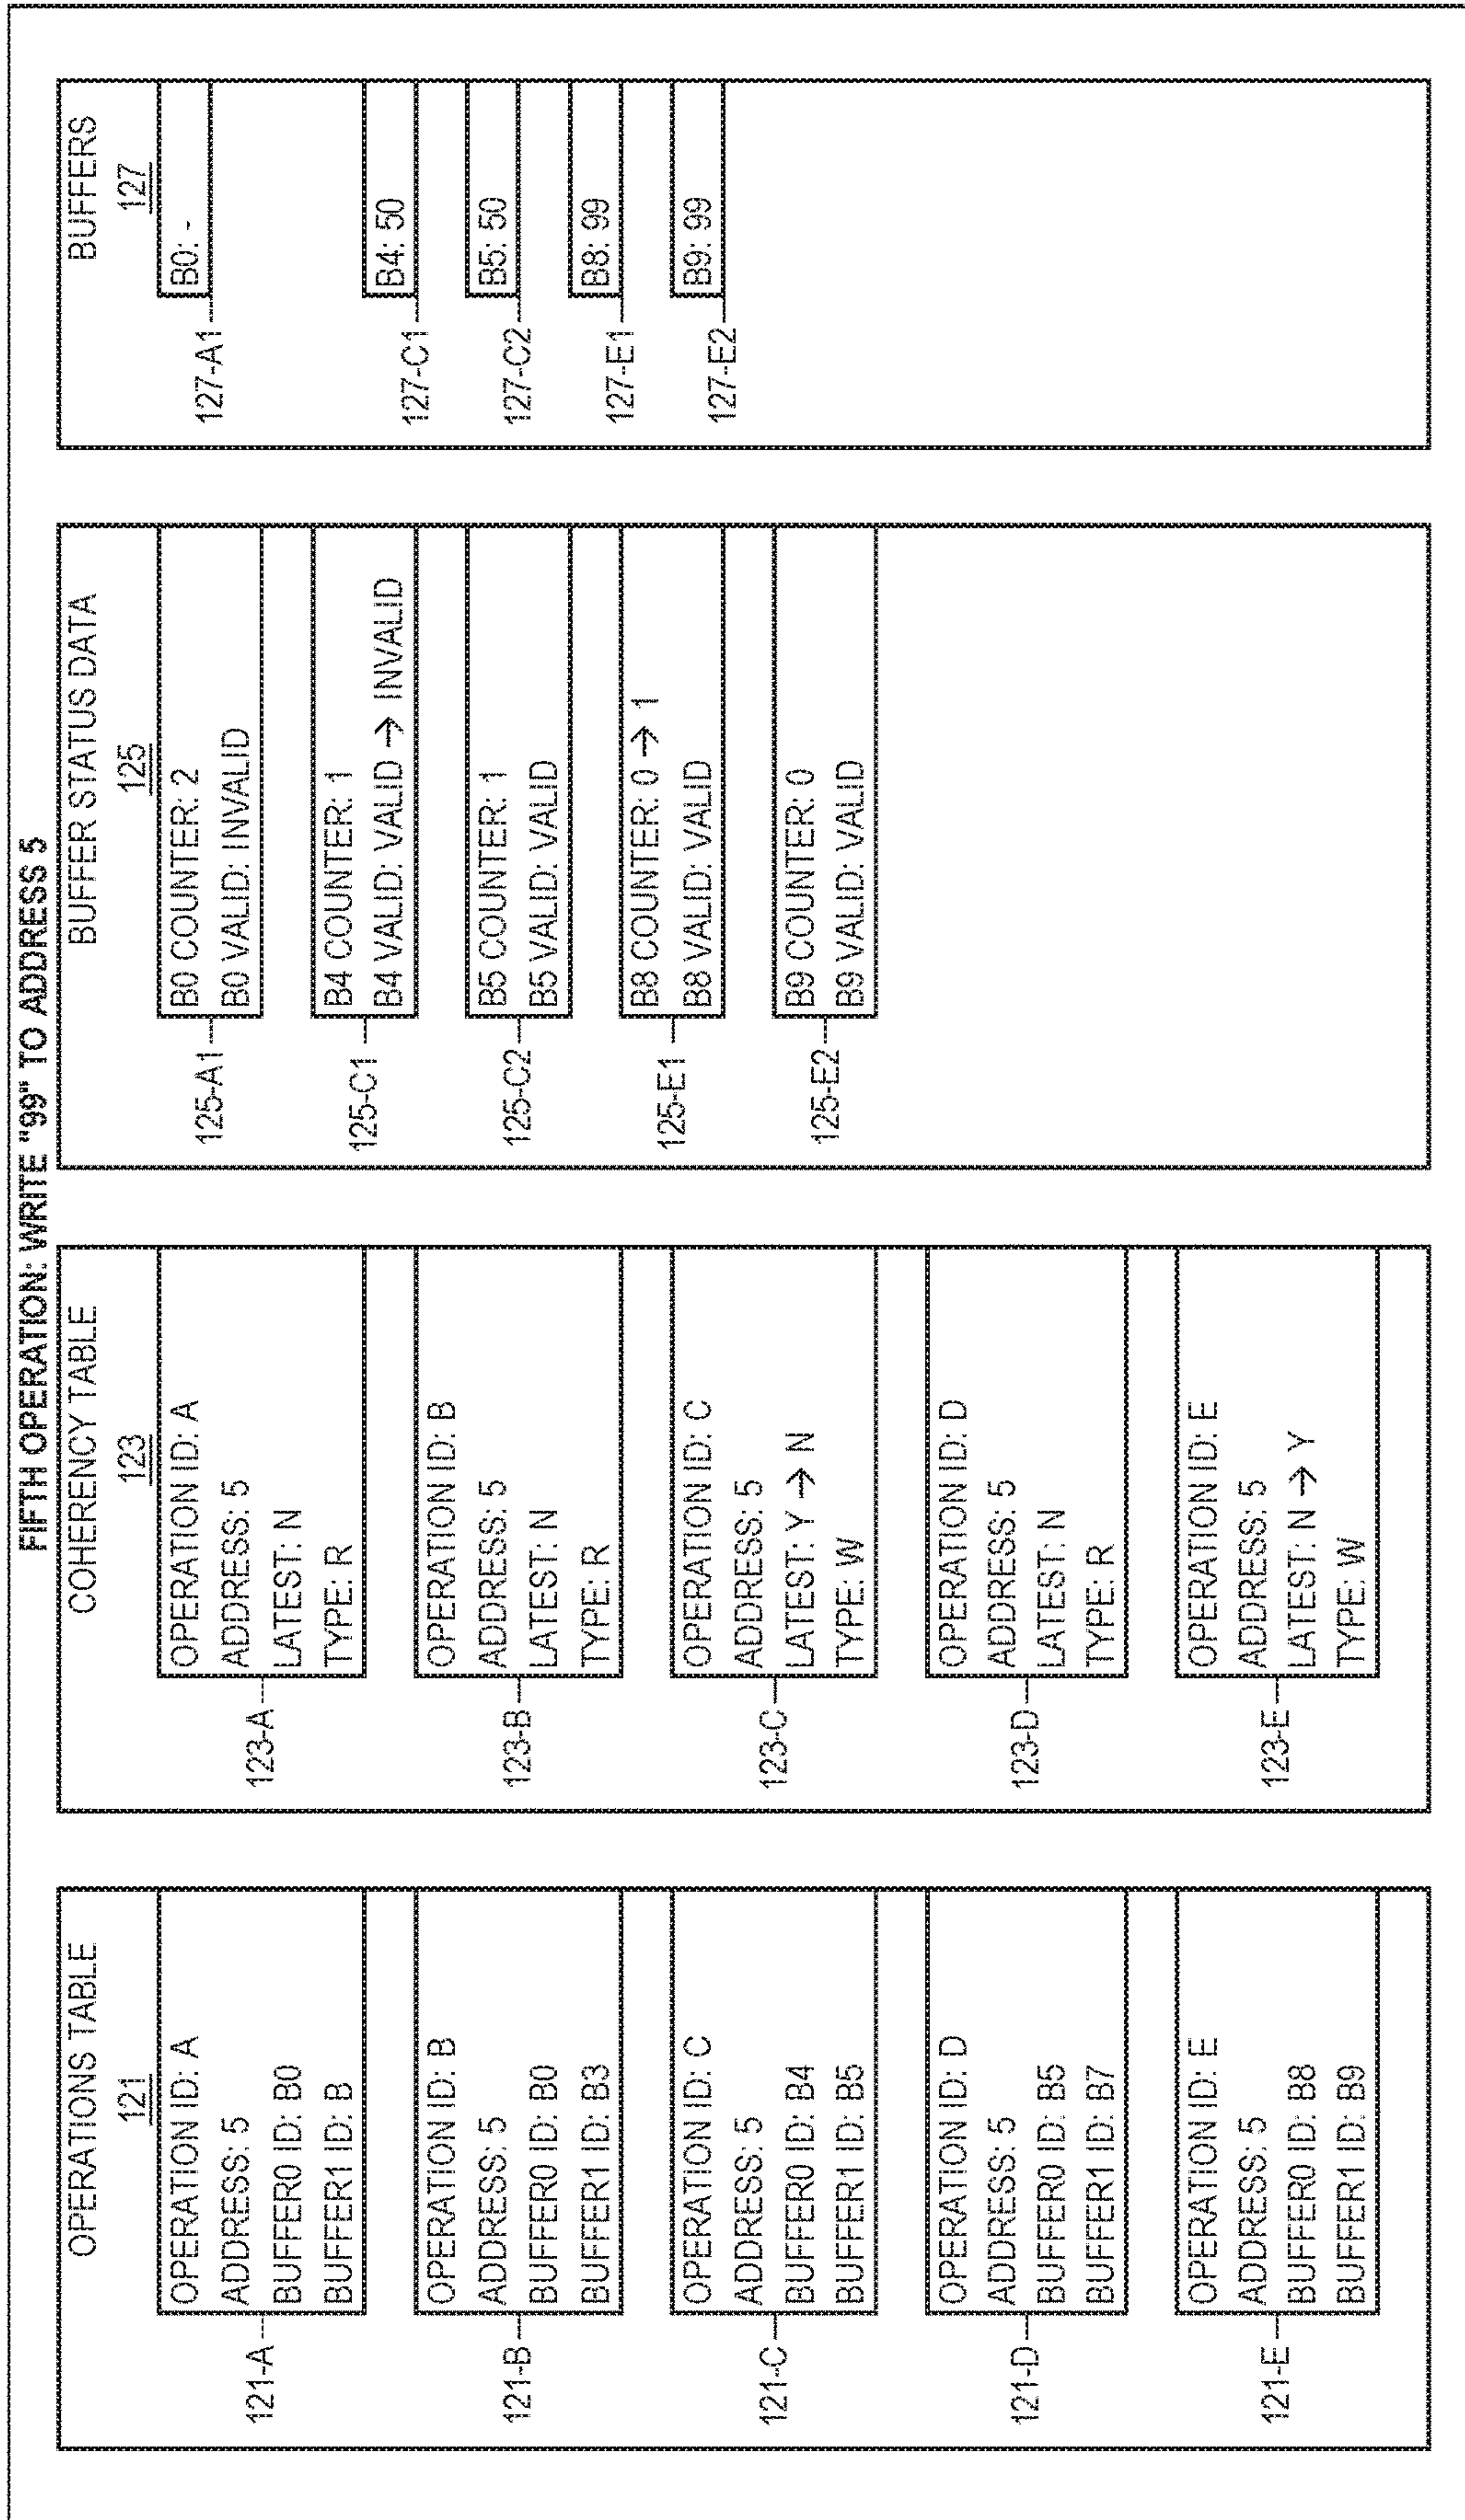 FIFTH OPERATION: WRITE "99" TO ADDRESS 5
OPERATIONS TABLE
121
121-A
OPERATION ID: A
ADDRESS: 5
BUFFER0 ID: B0
BUFFER1 ID: B
121-B
OPERATION ID: B
ADDRESS: 5
BUFFER0 ID: B0
BUFFER1 ID: B3
121-C
OPERATION ID: C
ADDRESS: 5
BUFFER0 ID: B4
BUFFER1 ID: B5
121-D
OPERATION ID: D
ADDRESS: 5
BUFFER0 ID: B5
BUFFER1 ID: B7
121-E
OPERATION ID: E
ADDRESS: 5
BUFFER0 ID: B8
BUFFER1 ID: B9
COHERENCY TABLE
123
123-A
OPERATION ID: A
ADDRESS: 5
LATEST: N
TYPE: R
123-B
OPERATION ID: B
ADDRESS: 5
LATEST: N
TYPE: R
123-C
OPERATION ID: C
ADDRESS: 5
LATEST: Y → N
TYPE: W
123-D
OPERATION ID: D
ADDRESS: 5
LATEST: N
TYPE: R
123-E
OPERATION ID: E
ADDRESS: 5
LATEST: N → Y
TYPE: W
BUFFER STATUS DATA
125
125-A1
B0 COUNTER: 2
B0 VALID: INVALID
125-C1
B4 COUNTER: 1
B4 VALID: VALID → INVALID
125-C2
B5 COUNTER: 1
B5 VALID: VALID
125-E1
B8 COUNTER: 0 → 1
B8 VALID: VALID
125-E2
B9 COUNTER: 0
B9 VALID: VALID
BUFFERS
127
127-A1
B0: -
127-C1
B4: 50
127-C2
B5: 50
127-E1
B8: 99
127-E2
B9: 99